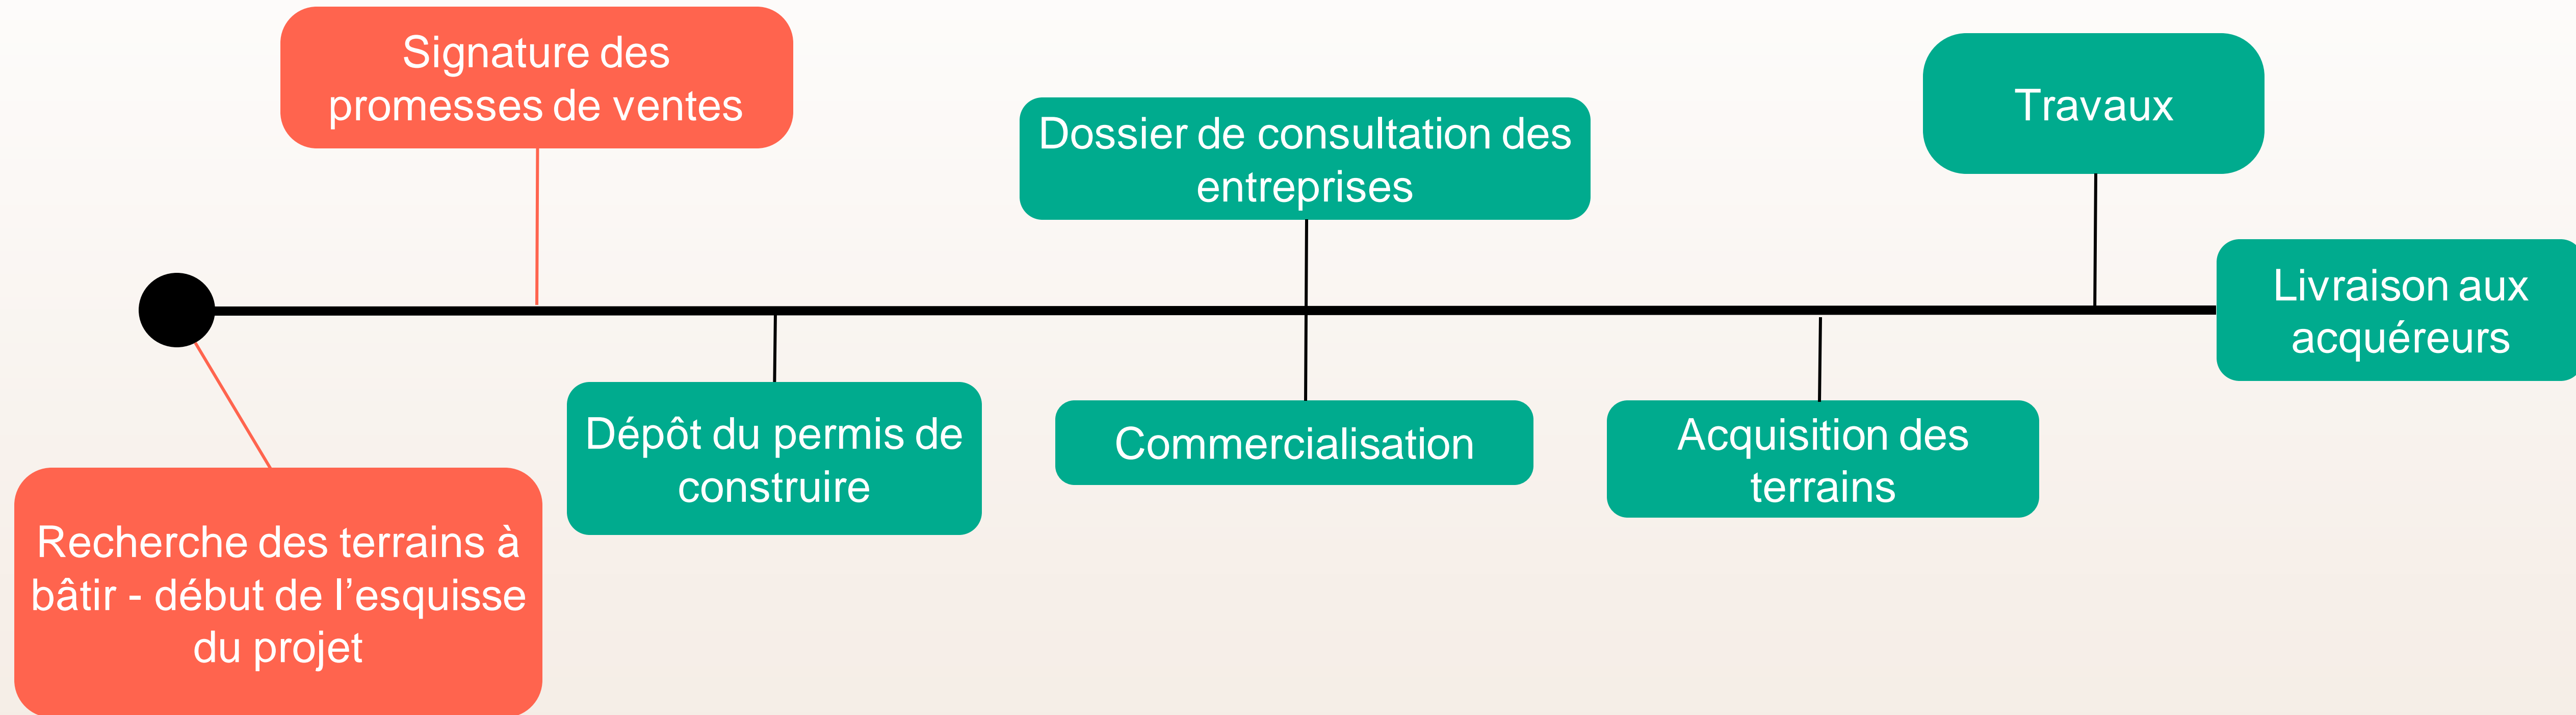 Signature des
promesses de ventes
Travaux
Dossier de consultation des
entreprises
Livraison aux
acquéreurs
Dépôt du permis de
construire
Commercialisation
Acquisition des
terrains
Recherche des terrains à
bâtir - début de l’esquisse
du projet